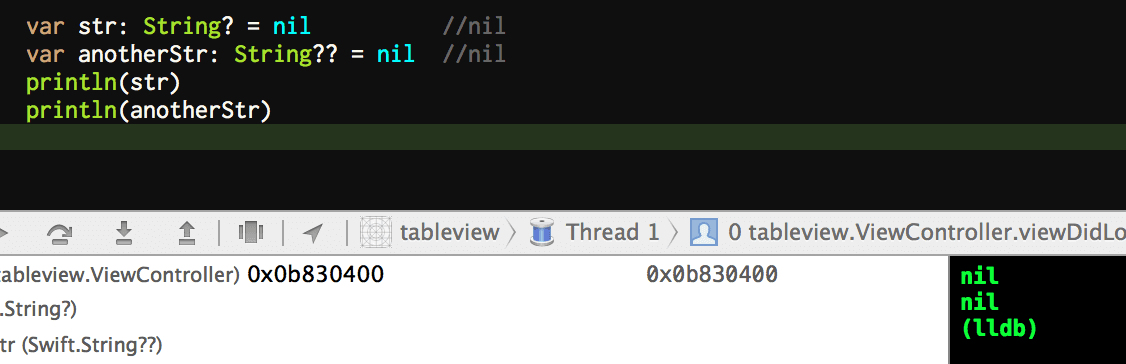 var str: String? = nil //nil
var anotherStr: String?? = nil //nil
println(str)
println(anotherStr)
tableview Thread 1 0 tableview.ViewController.viewDidLo
tableview.ViewController) 0x0b830400 0x0b830400
.String?)
tr (Swift.String??)
nil
nil
(lldb)